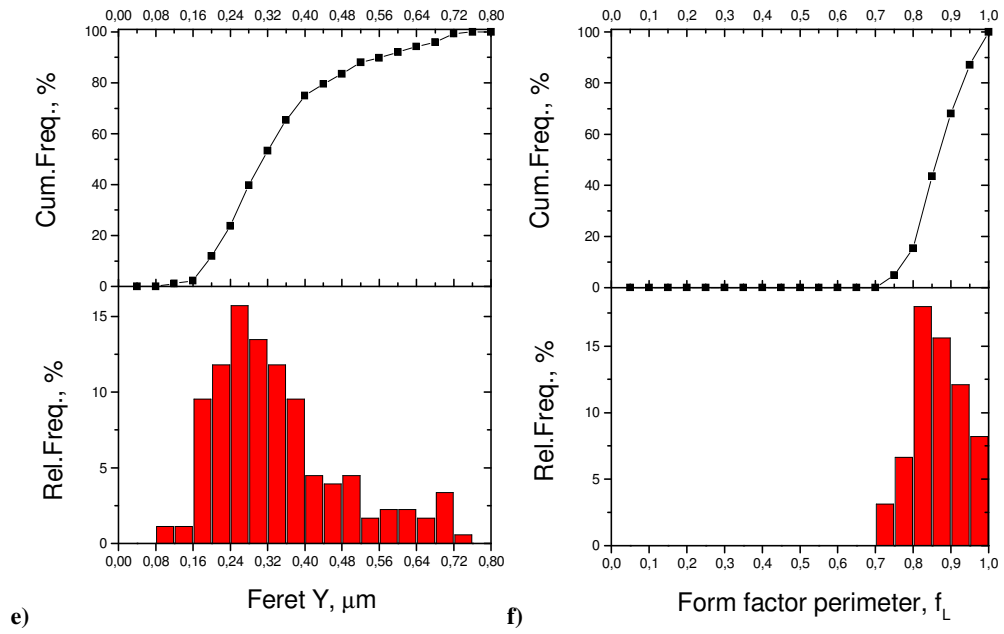 0,00 0,08 0,16 0,24 0,32 0,40 0,48 0,56 0,64 0,72 0,80
100
80
60
40
20
0
Cum.Freq., %
15
10
5
0
Rel.Freq., %
0,00 0,08 0,16 0,24 0,32 0,40 0,48 0,56 0,64 0,72 0,80
Feret Y, μm
e)
0,0 0,1 0,2 0,3 0,4 0,5 0,6 0,7 0,8 0,9 1,0
100
80
60
40
20
0
Cum.Freq., %
15
10
5
0
Rel.Freq., %
0,0 0,1 0,2 0,3 0,4 0,5 0,6 0,7 0,8 0,9 1,0
Form factor perimeter, f_L
f)